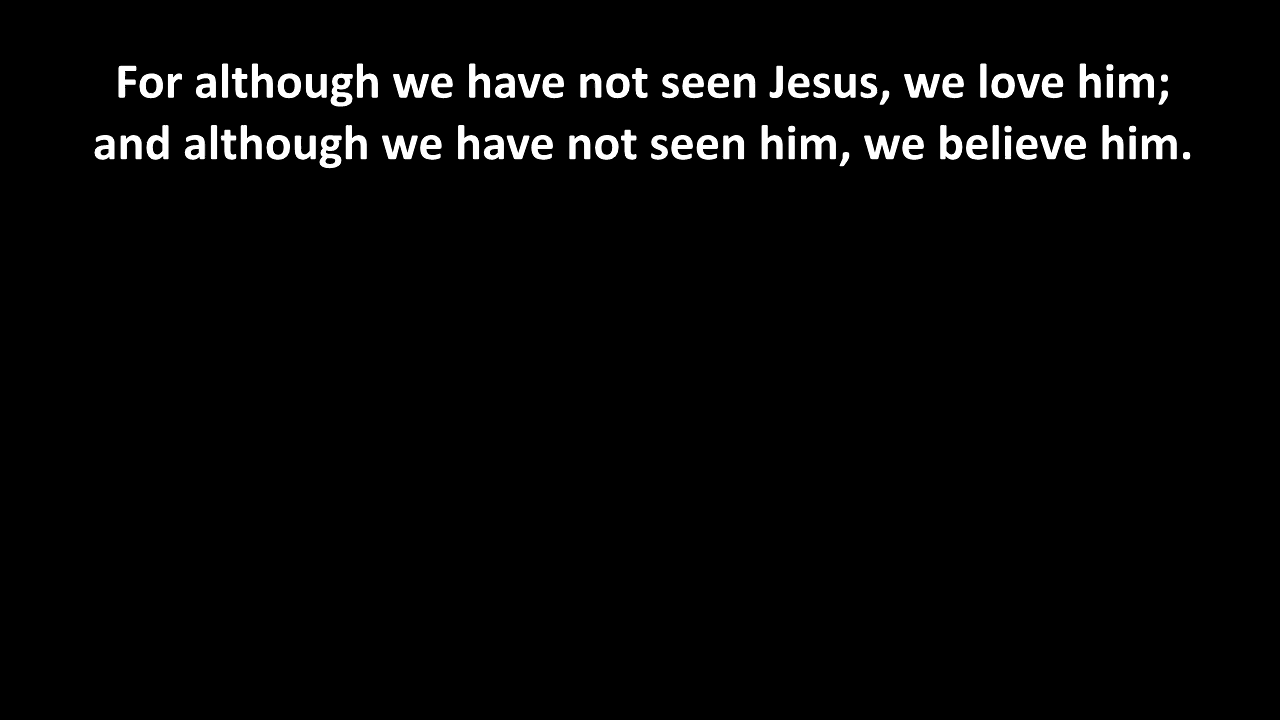 For although we have not seen Jesus, we love him;
and although we have not seen him, we believe him.